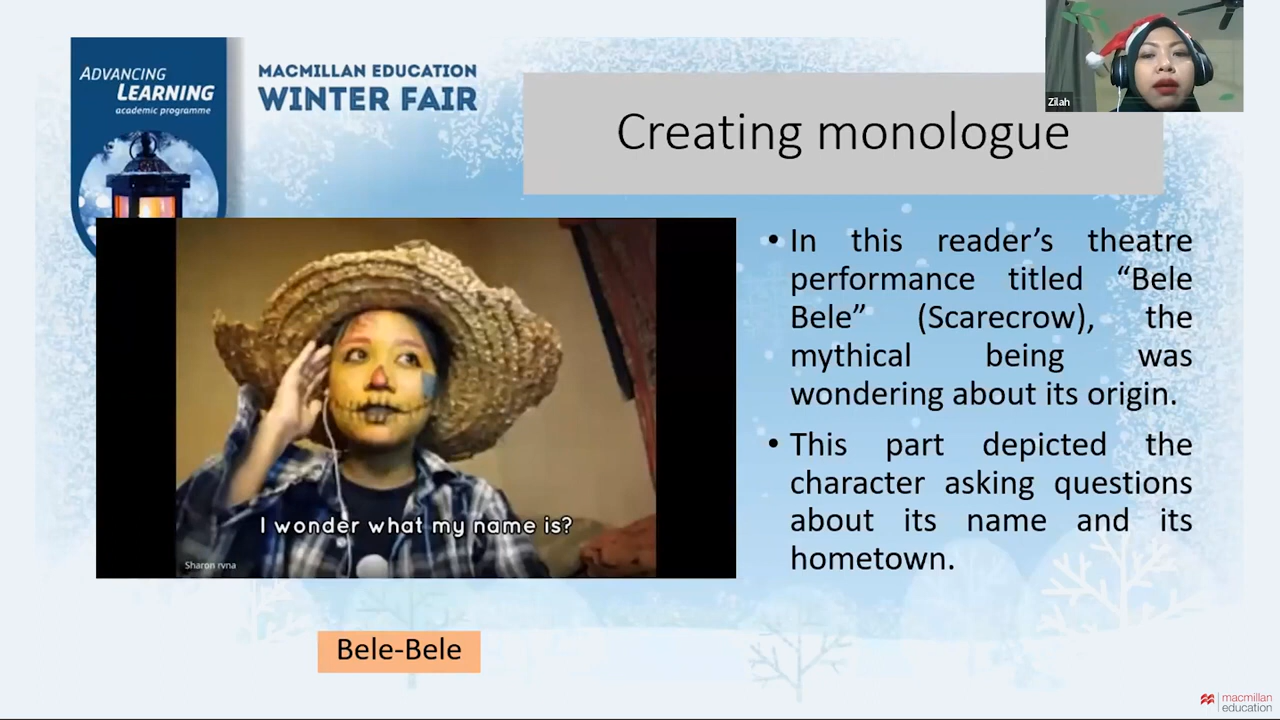 ADVANCING
LEARNING
academic programme
MACMILLAN EDUCATION
WINTER FAIR
Creating monologue
Zilah
• In this reader’s theatre
performance titled “Bele
Bele” (Scarecrow), the
mythical being was
wondering about its origin.
• This part depicted the
character asking questions
about its name and its
hometown.
I wonder what my name is?
Sharon rvna
Bele-Bele
macmillan
education